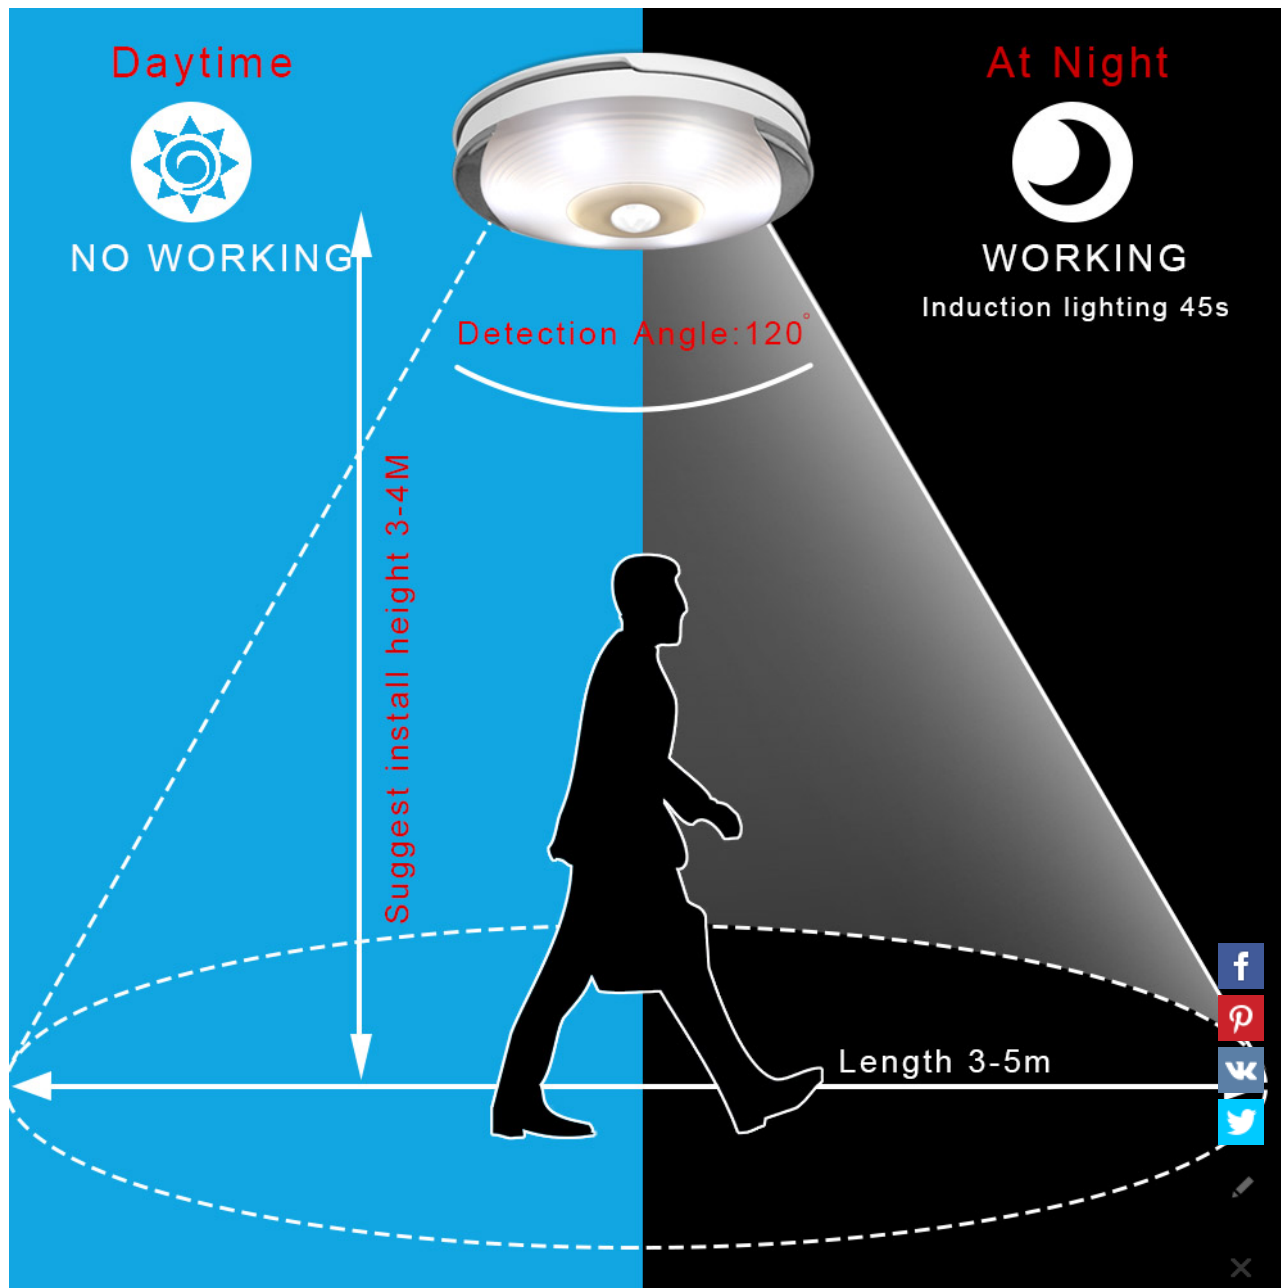 Daytime
At Night
NO WORKING
WORKING
Induction lighting 45s
Detection Angle:120°
Suggest install height 3-4M
Length 3-5m